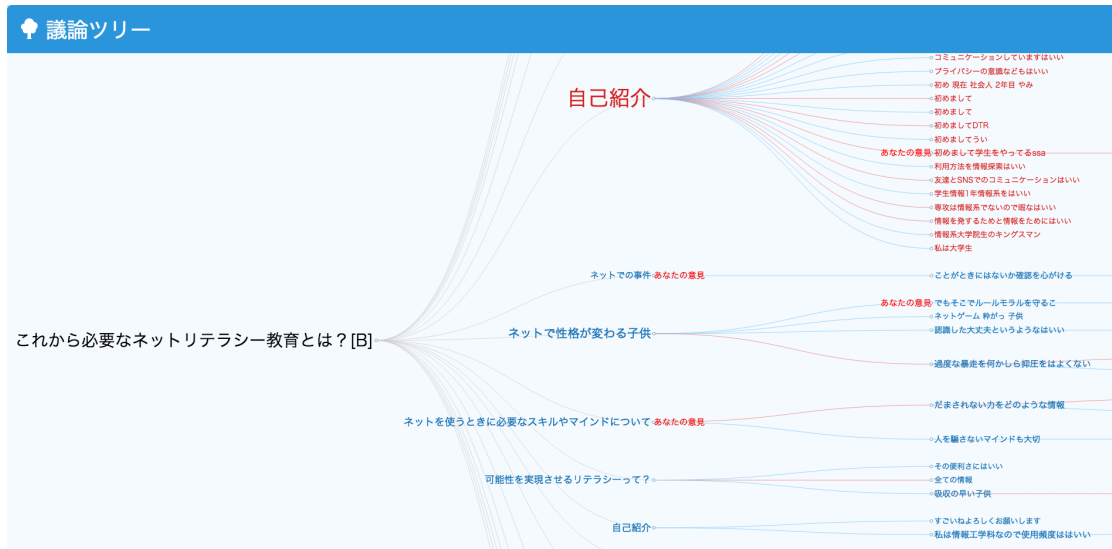 議論ツリー
これから必要なネットリテラシー教育とは？[B]
自己紹介
コミュニケーションしていますはいい
プライバシーの意識などもはいい
初め 現在 社会人 2年目 やみ
初めまして
初めまして
初めましてDTR
初めましてうい
あなたの意見 初めまして学生をやってるssa
利用方法を情報探索はいい
友達とSNSでのコミュニケーションはいい
学生情報1年情報系をはいい
専攻は情報系でないので暇なはいい
情報を発するためと情報をためにはいい
情報系大学院生のキングスマン
私は大学生
ネットでの事件 あなたの意見
ことがときにはないか確認を心がける
ネットで性格が変わる子供
あなたの意見 でもそこでルールモラルを守るこ
ネットゲーム 粋がっ 子供
認識した大丈夫というようなはいい
過度な暴走を何かしら抑圧をはよくない
ネットを使うときに必要なスキルやマインドについて あなたの意見
だまされない力をどのような情報
人を騙さないマインドも大切
可能性を実現させるリテラシーって？
その便利さにはいい
全ての情報
吸収の早い子供
自己紹介
すごいねよろしくお願いします
私は情報工学科なので使用頻度ははいい